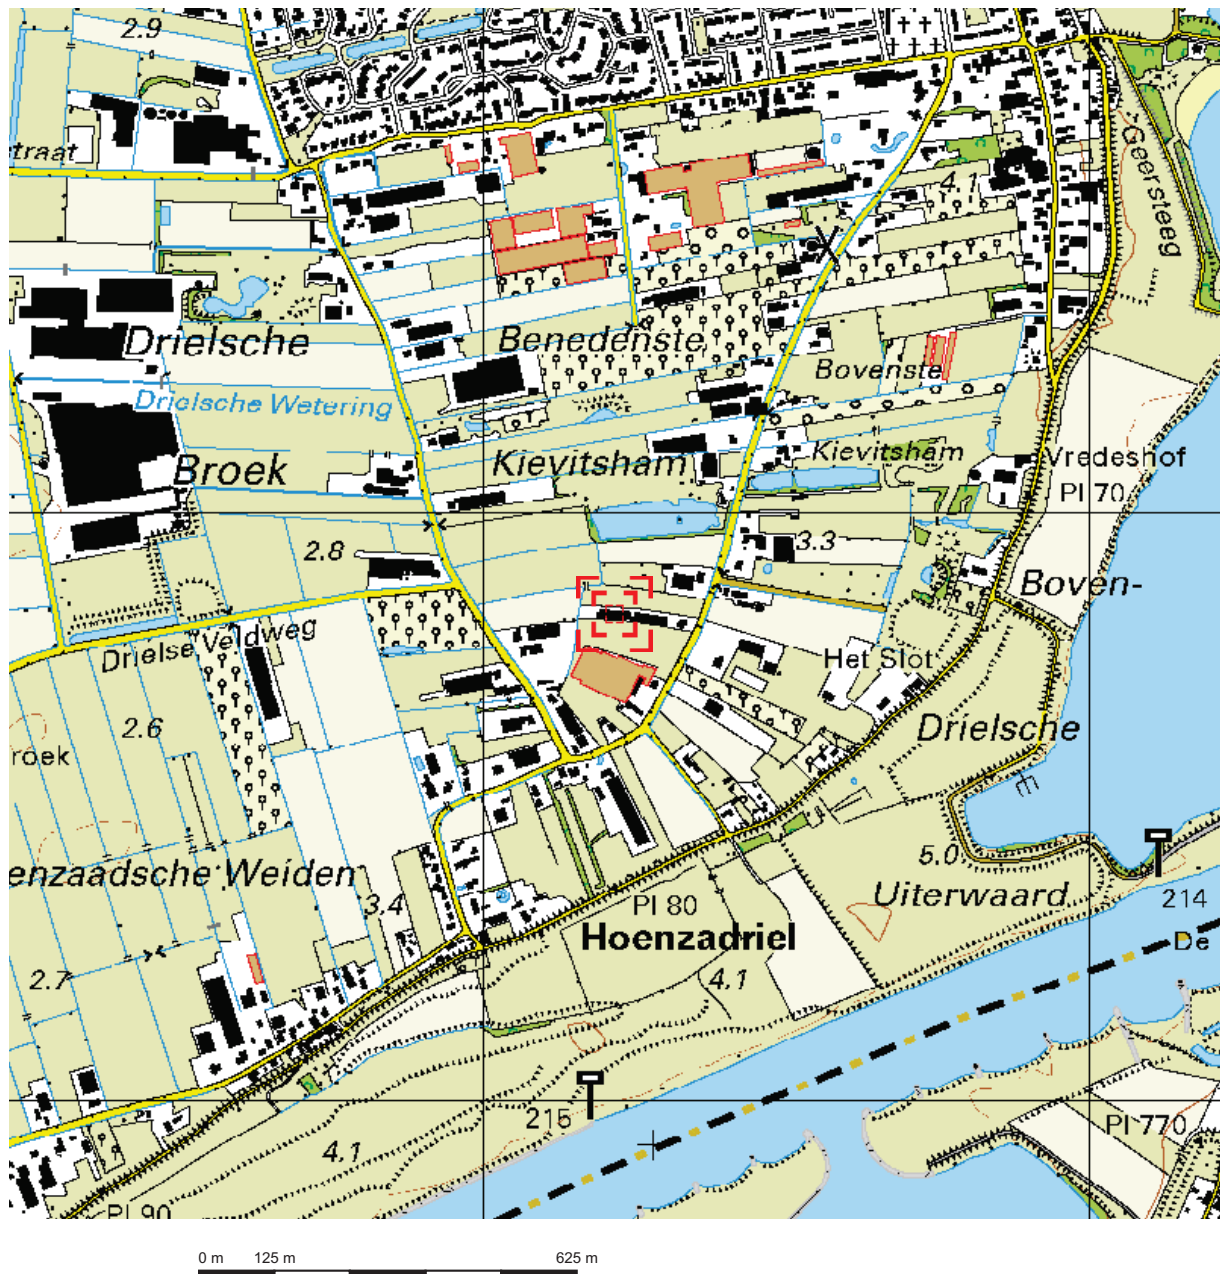 2.9
traat
Geersteeg
4.1
Drielsche
Benedenste
Bovenste
Drielsche Wetering
Broek
Kievitsham
Kievitsham
Vredeshof
Pl 70
2.8
3.3
Boven-
Drielse Veldweg
Het Slot
2.6
Drielsche
roek
5.0
enzaadsche Weiden
Uiterwaard
3.4
Pl 80
214
Hoenzadriel
De
2.7
4.1
215
Pl 770
4.1
Pl 90
0 m 125 m 625 m